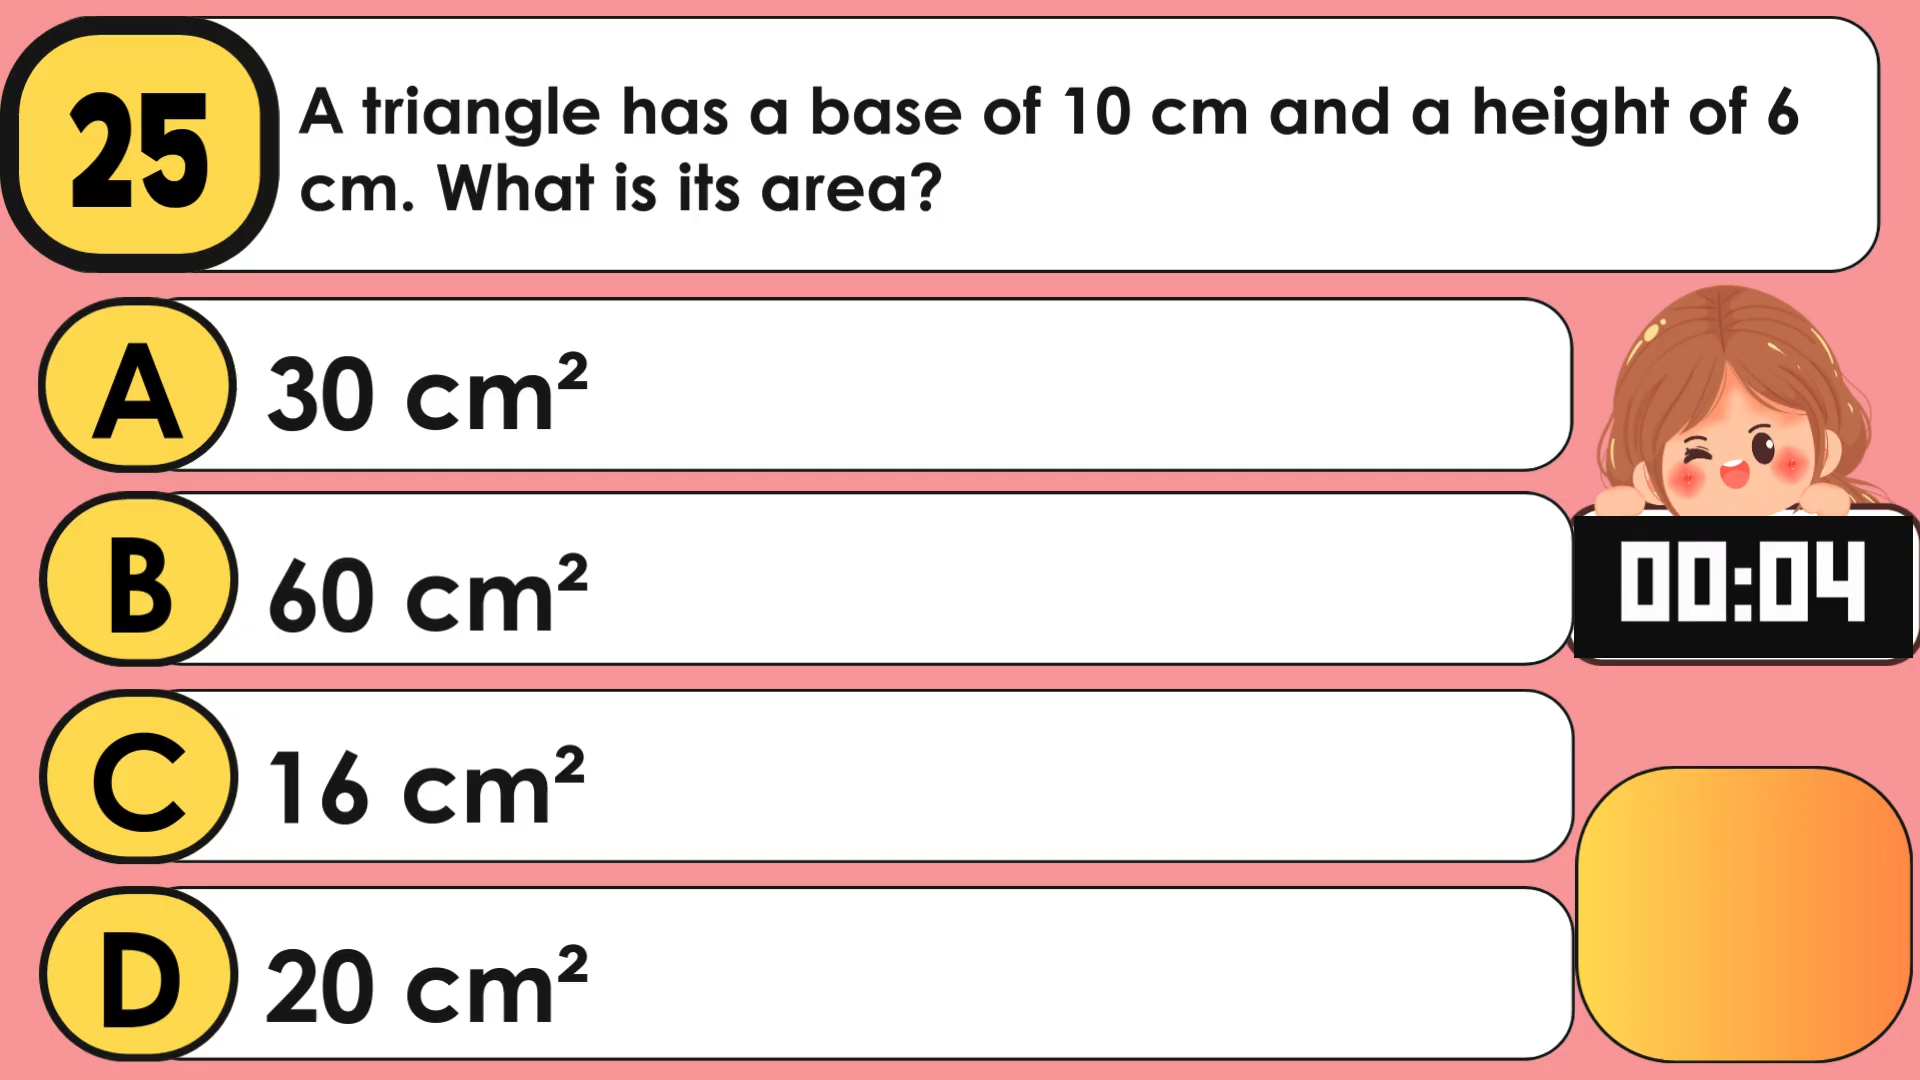 25
A triangle has a base of 10 cm and a height of 6
cm. What is its area?
A
30 cm²
B
60 cm²
00:04
C
16 cm²
D
20 cm²